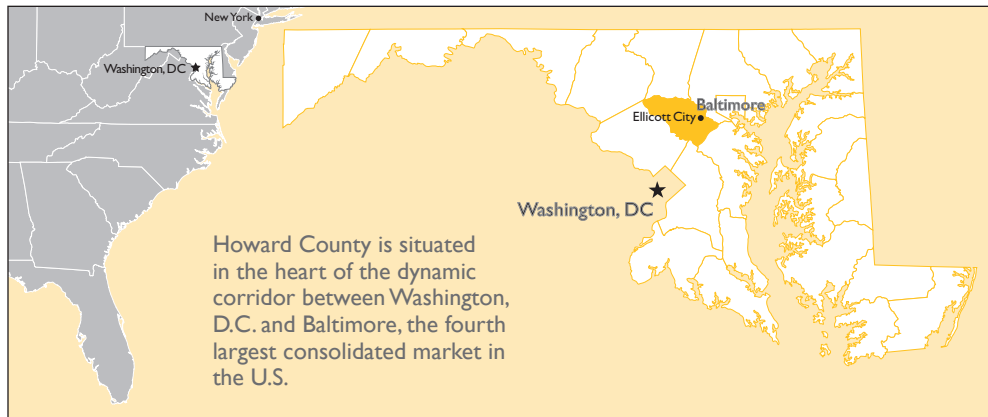 New York
Washington, DC
Baltimore
Ellicott City
Washington, DC
Howard County is situated
in the heart of the dynamic
corridor between Washington,
D.C. and Baltimore, the fourth
largest consolidated market in
the U.S.